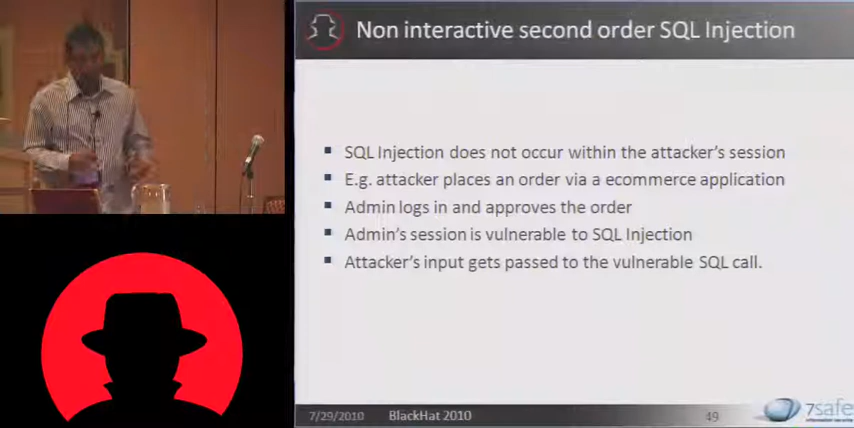 Non interactive second order SQL Injection
SQL Injection does not occur within the attacker's session
E.g. attacker places an order via a ecommerce application
Admin logs in and approves the order
Admin's session is vulnerable to SQL Injection
Attacker's input gets passed to the vulnerable SQL call.
7/29/2010 BlackHat 2010 49
7safe
information security